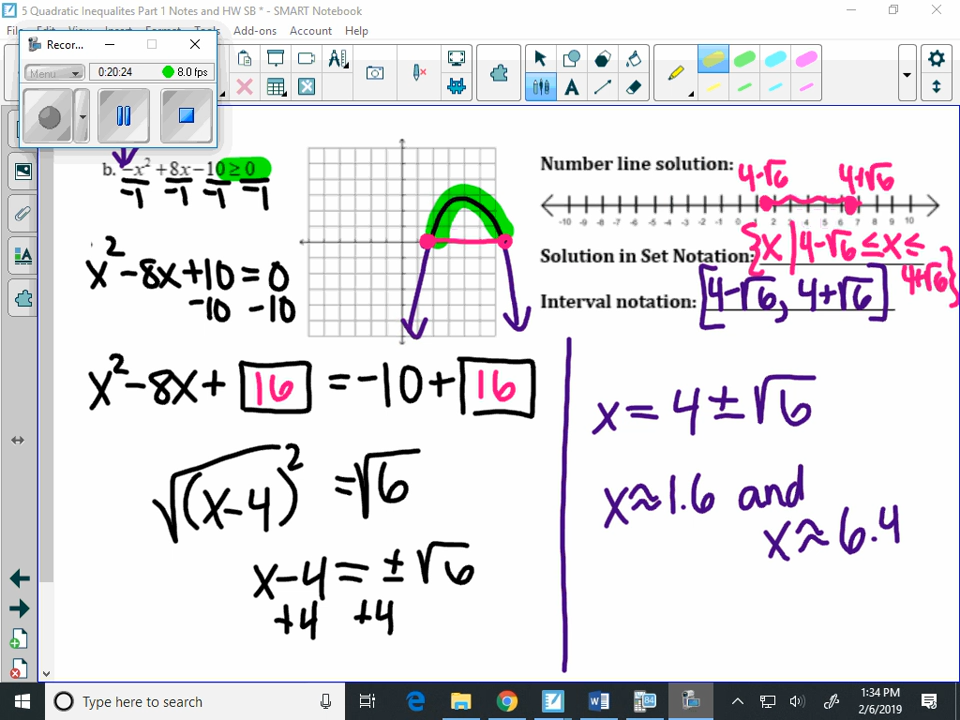 5 Quadratic Inequalites Part 1 Notes and HW SB * - SMART Notebook
Add-ons Account Help
Recor...
Menu 0:20:24 8.0 fps
b. -x² + 8x - 10 ≥ 0
-1 -1 -1 -1
x² - 8x + 10 = 0
-10 -10
x² - 8x + 16 = -10 + 16
√(x-4)² = √6
x - 4 = ± √6
+4 +4
Number line solution:
4-√6 4+√6
-10 -9 -8 -7 -6 -5 -4 -3 -2 -1 0 1 2 3 4 5 6 7 8 9 10
Solution in Set Notation: {x | 4-√6 ≤ x ≤
4+√6}
Interval notation: [4-√6, 4+√6]
x = 4 ± √6
x ≈ 1.6 and
x ≈ 6.4
Type here to search
1:34 PM
2/6/2019